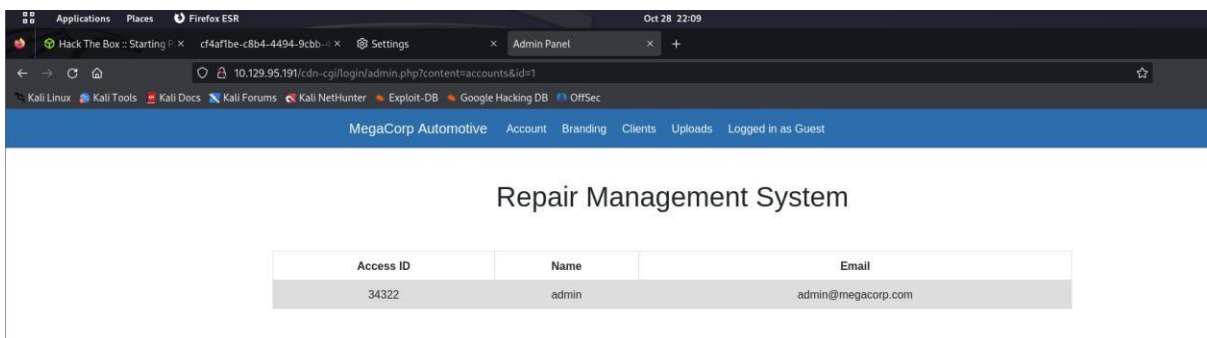 Applications Places Firefox ESR Oct 28 22:09
Hack The Box :: Starting P × cf4af1be-c8b4-4494-9cbb-4 × Settings × Admin Panel × +
10.129.95.191/cdn-cgi/login/admin.php?content=accounts&id=1
Kali Linux Kali Tools Kali Docs Kali Forums Kali NetHunter Exploit-DB Google Hacking DB OffSec
MegaCorp Automotive Account Branding Clients Uploads Logged in as Guest
Repair Management System
Access ID Name Email
34322 admin admin@megacorp.com